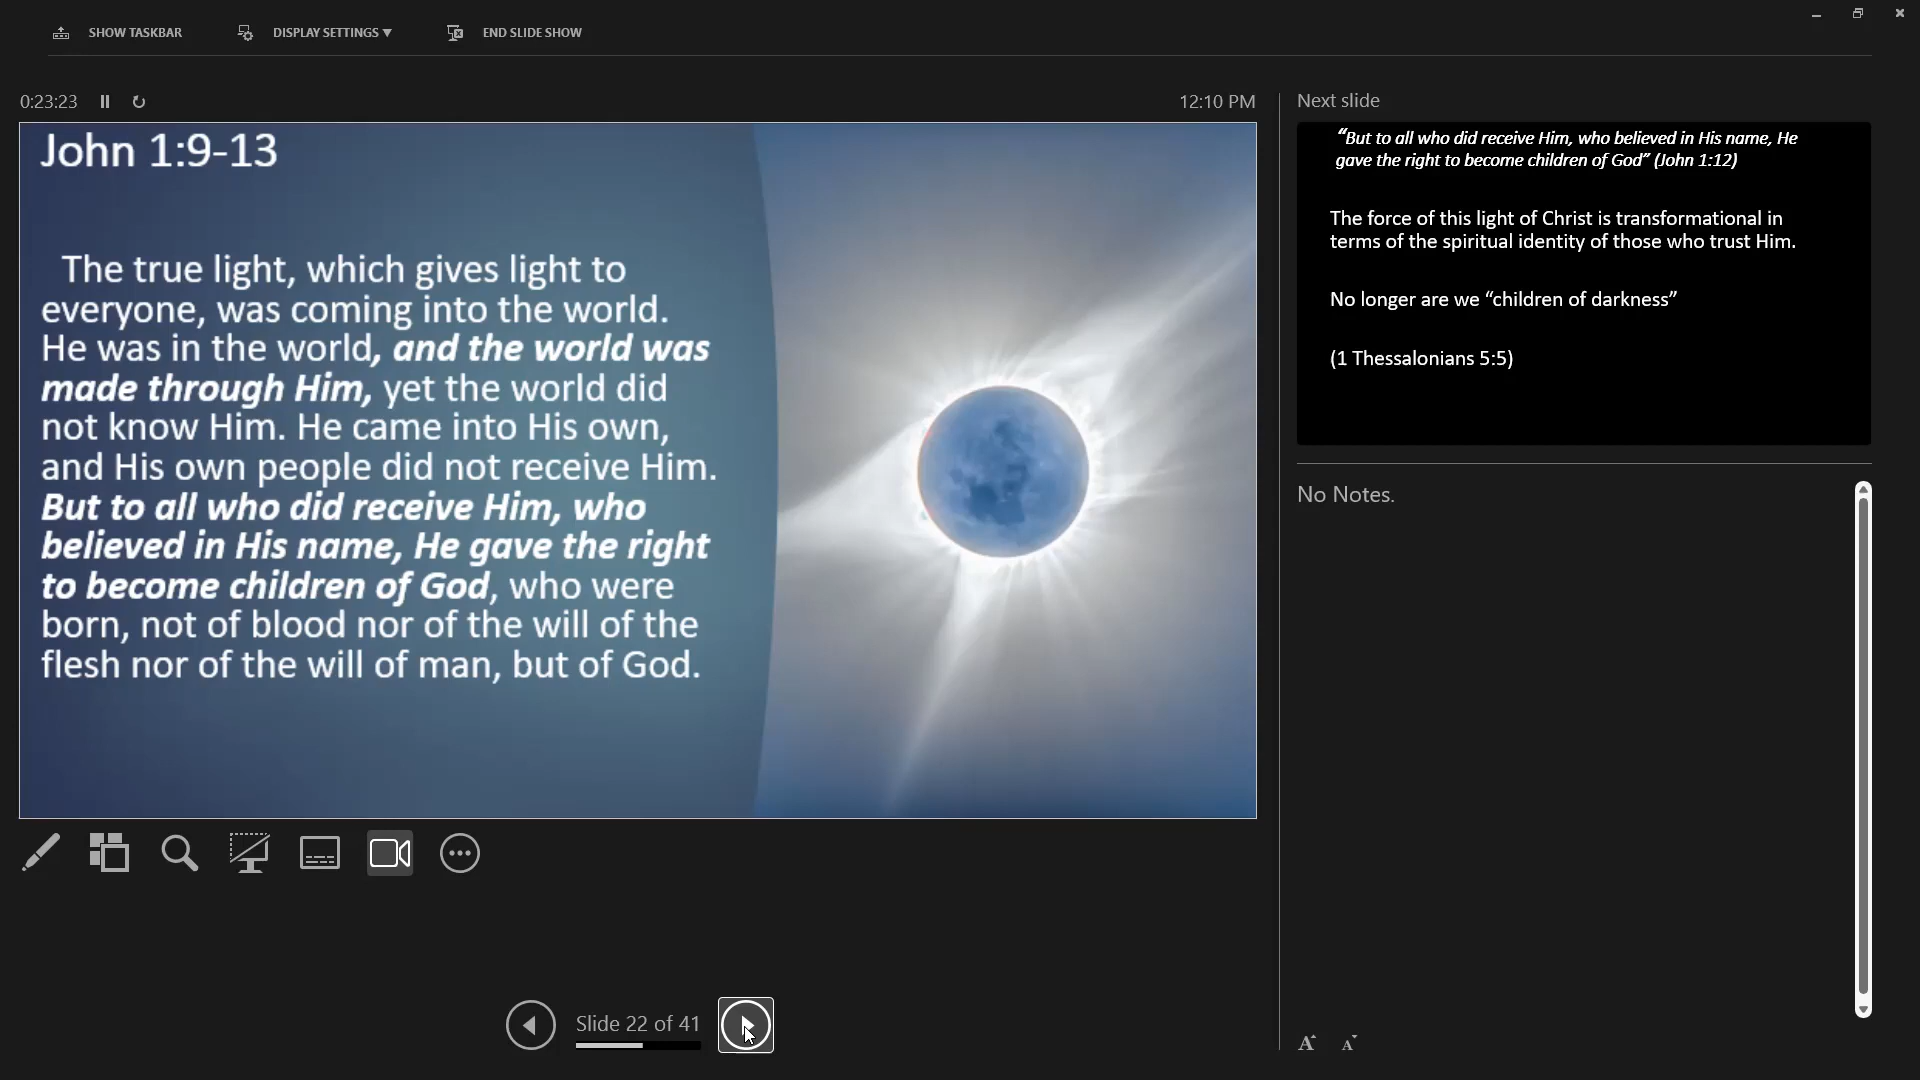 SHOW TASKBAR
DISPLAY SETTINGS ▼
END SLIDE SHOW
0:23:23
12:10 PM
John 1:9-13
The true light, which gives light to
everyone, was coming into the world.
He was in the world, and the world was
made through Him, yet the world did
not know Him. He came into His own,
and His own people did not receive Him.
But to all who did receive Him, who
believed in His name, He gave the right
to become children of God, who were
born, not of blood nor of the will of the
flesh nor of the will of man, but of God.
Slide 22 of 41
Next slide
“But to all who did receive Him, who believed in His name, He
gave the right to become children of God” (John 1:12)
The force of this light of Christ is transformational in
terms of the spiritual identity of those who trust Him.
No longer are we “children of darkness”
(1 Thessalonians 5:5)
No Notes.
A A